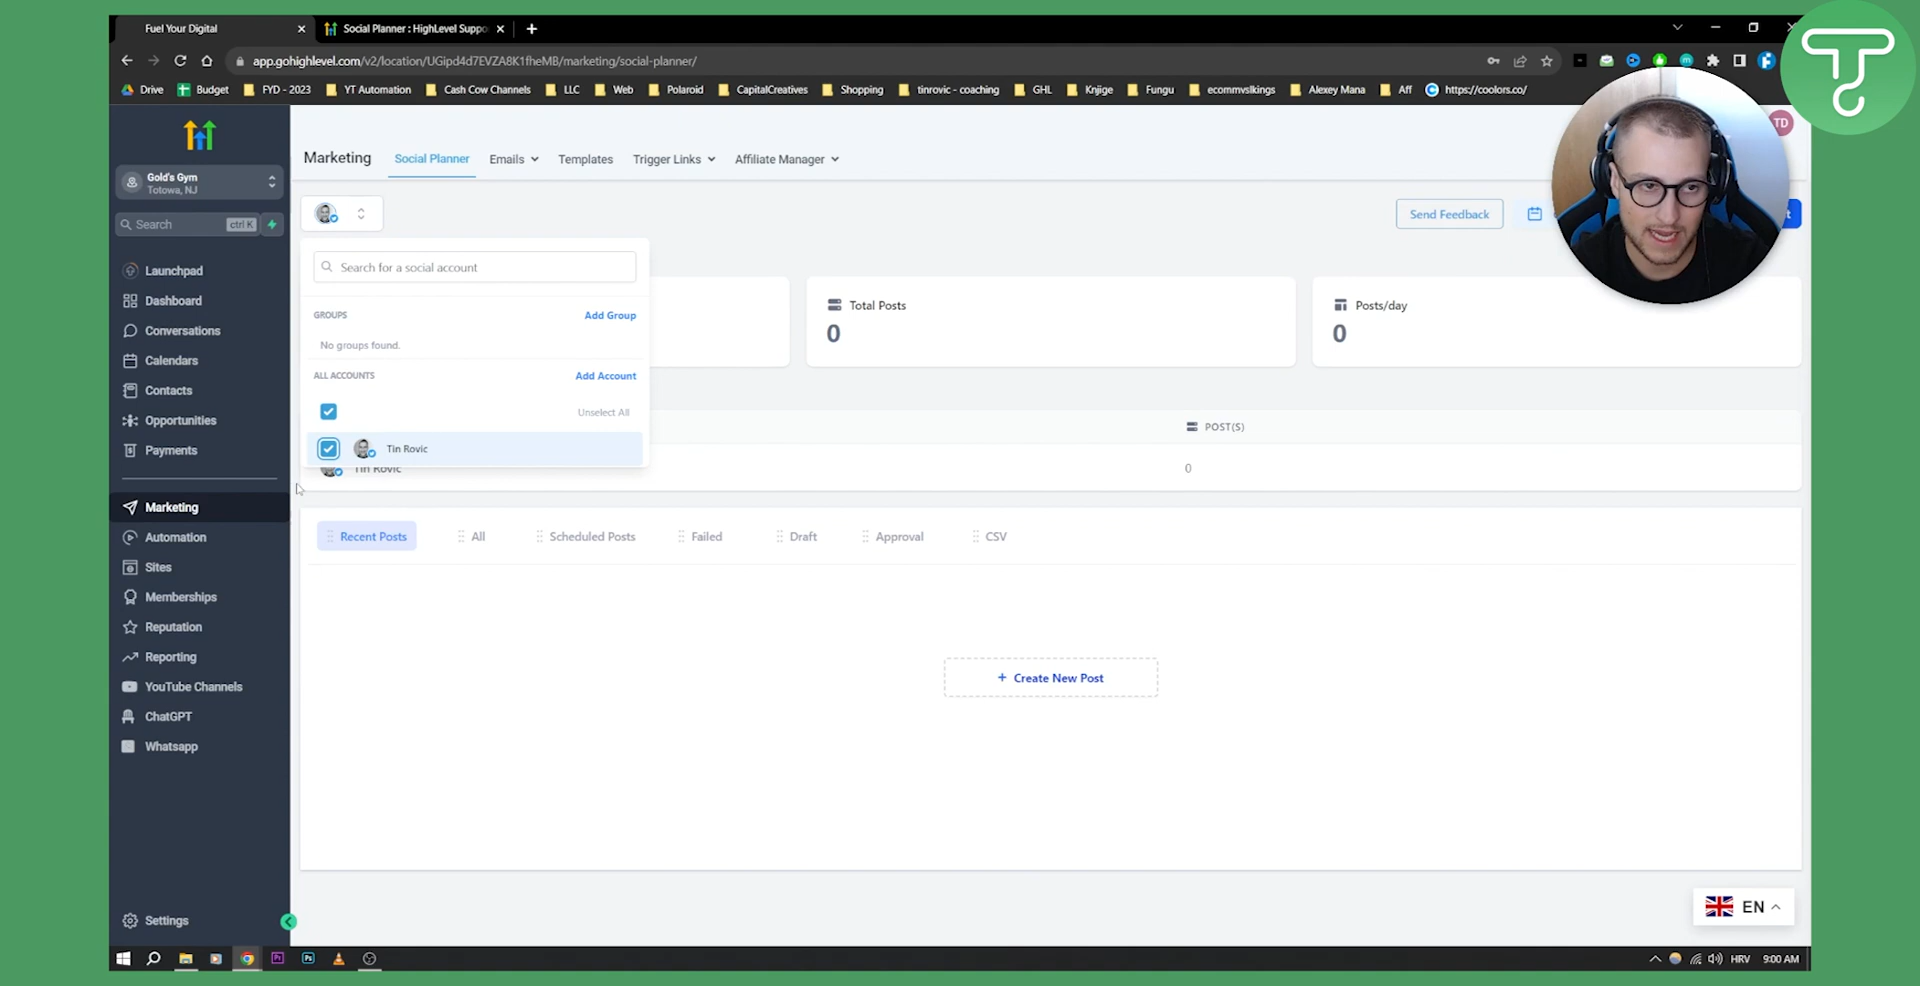 Fuel Your Digital
Social Planner : HighLevel Suppo
app.gohighlevel.com/v2/location/UGipd4d7EVZA8K1fheMB/marketing/social-planner/
Drive
Budget
FYD - 2023
YT Automation
Cash Cow Channels
LLC
Web
Polaroid
CapitalCreatives
Shopping
tinrovic - coaching
GHL
Knjige
Fungu
ecommvslkings
Alexey Mana
Aff
https://coolors.co/
TD
Gold's Gym
Totowa, NJ
Search
ctrl K
Launchpad
Dashboard
Conversations
Calendars
Contacts
Opportunities
Payments
Marketing
Automation
Sites
Memberships
Reputation
Reporting
YouTube Channels
ChatGPT
Whatsapp
Settings
Marketing
Social Planner
Emails
Templates
Trigger Links
Affiliate Manager
Send Feedback
t
Search for a social account
GROUPS
Add Group
No groups found.
ALL ACCOUNTS
Add Account
Unselect All
Tin Rovic
Total Posts
0
Posts/day
0
POST(S)
Tin Rovic
0
Recent Posts
All
Scheduled Posts
Failed
Draft
Approval
CSV
+ Create New Post
EN
Pr
Ps
HRV
9:00 AM